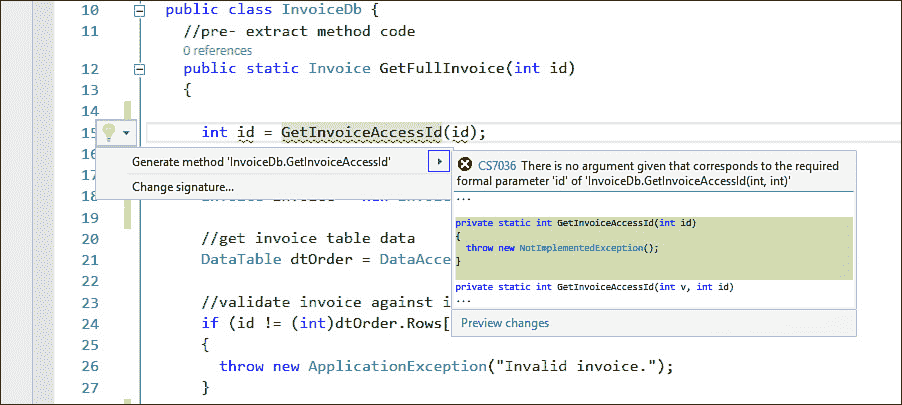 10 public class InvoiceDb {
11 //pre- extract method code
0 references
12 public static Invoice GetFullInvoice(int id)
13 {
14
15 int id = GetInvoiceAccessId(id);
16
Generate method 'InvoiceDb.GetInvoiceAccessId'
17
Change signature...
18
19
20 //get invoice table data
21 DataTable dtOrder = DataAcce
22
23 //validate invoice against i
24 if (id != (int)dtOrder.Rows[
25 {
26 throw new ApplicationException("Invalid invoice.");
27 }
CS7036 There is no argument given that corresponds to the required
formal parameter 'id' of 'InvoiceDb.GetInvoiceAccessId(int, int)'
...
private static int GetInvoiceAccessId(int id)
{
throw new NotImplementedException();
}
private static int GetInvoiceAccessId(int v, int id)
...
Preview changes